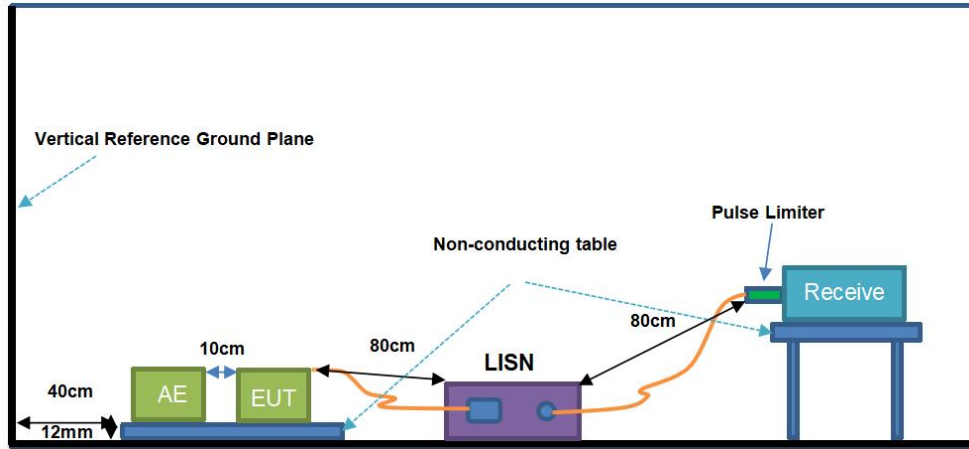 Vertical Reference Ground Plane
Pulse Limiter
Non-conducting table
Receive
80cm
10cm
80cm
LISN
40cm
AE
EUT
12mm